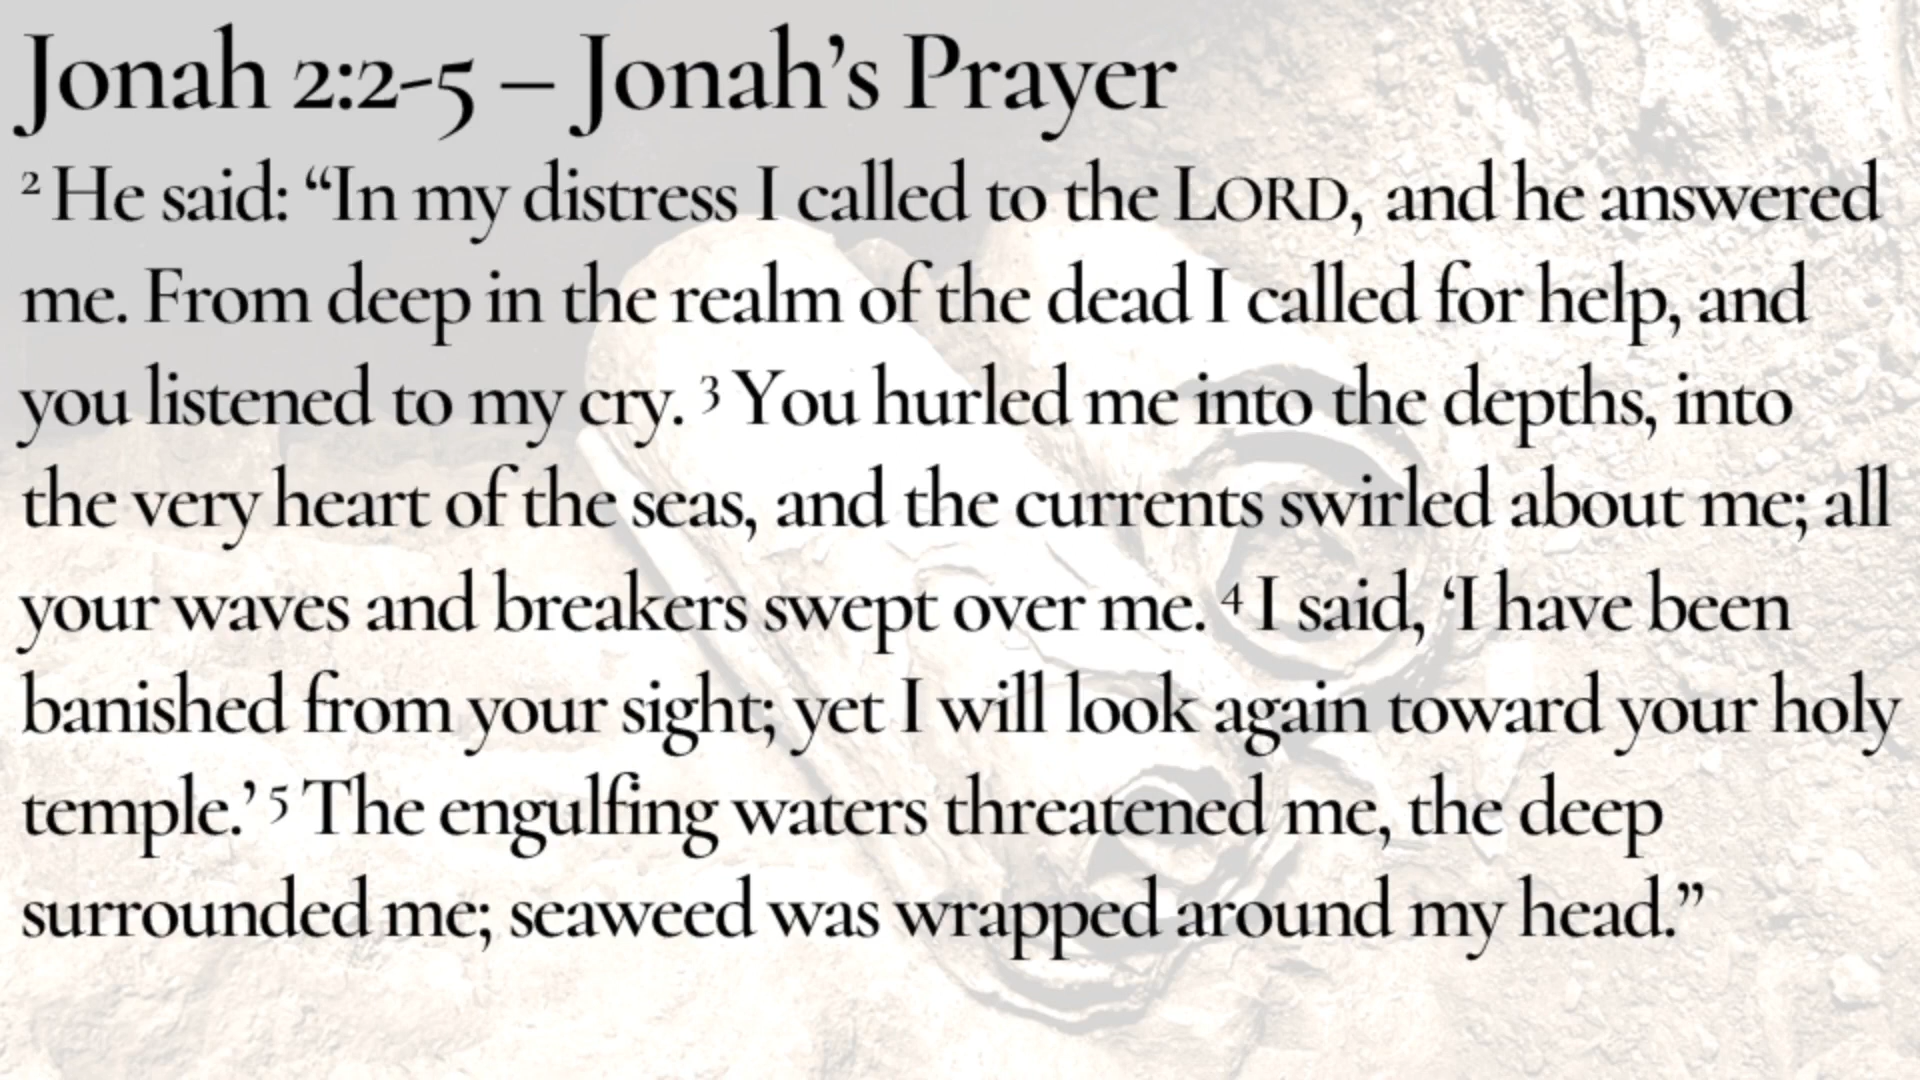 Jonah 2:2-5 – Jonah’s Prayer
² He said: “In my distress I called to the LORD, and he answered
me. From deep in the realm of the dead I called for help, and
you listened to my cry. ³ You hurled me into the depths, into
the very heart of the seas, and the currents swirled about me; all
your waves and breakers swept over me. ⁴ I said, ‘I have been
banished from your sight; yet I will look again toward your holy
temple.’ ⁵ The engulfing waters threatened me, the deep
surrounded me; seaweed was wrapped around my head.”